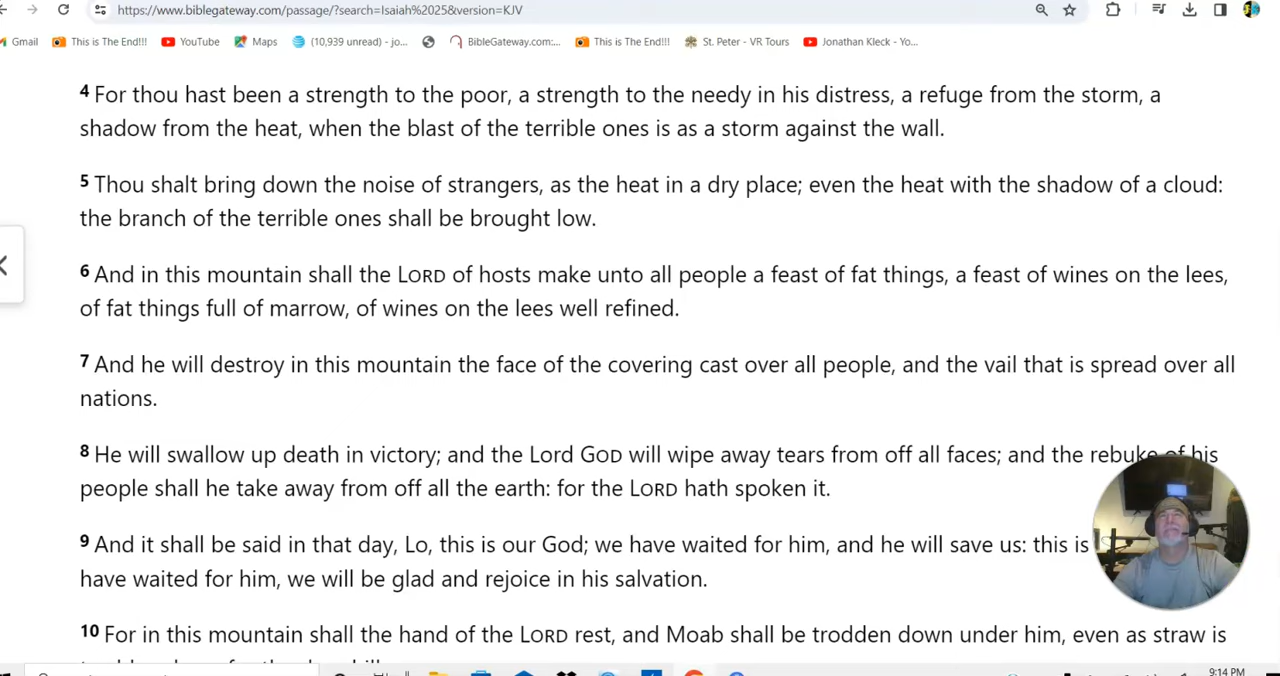 https://www.biblegateway.com/passage/?search=Isaiah%2025&version=KJV
Gmail This is The End!!! YouTube Maps (10,939 unread) - jo... BibleGateway.com:... This is The End!!! St. Peter - VR Tours Jonathan Kleck - Yo...
4 For thou hast been a strength to the poor, a strength to the needy in his distress, a refuge from the storm, a
shadow from the heat, when the blast of the terrible ones is as a storm against the wall.
5 Thou shalt bring down the noise of strangers, as the heat in a dry place; even the heat with the shadow of a cloud:
the branch of the terrible ones shall be brought low.
6 And in this mountain shall the LORD of hosts make unto all people a feast of fat things, a feast of wines on the lees,
of fat things full of marrow, of wines on the lees well refined.
7 And he will destroy in this mountain the face of the covering cast over all people, and the vail that is spread over all
nations.
8 He will swallow up death in victory; and the Lord GOD will wipe away tears from off all faces; and the rebuke of his
people shall he take away from off all the earth: for the LORD hath spoken it.
9 And it shall be said in that day, Lo, this is our God; we have waited for him, and he will save us: this is
have waited for him, we will be glad and rejoice in his salvation.
10 For in this mountain shall the hand of the LORD rest, and Moab shall be trodden down under him, even as straw is
9:14 PM